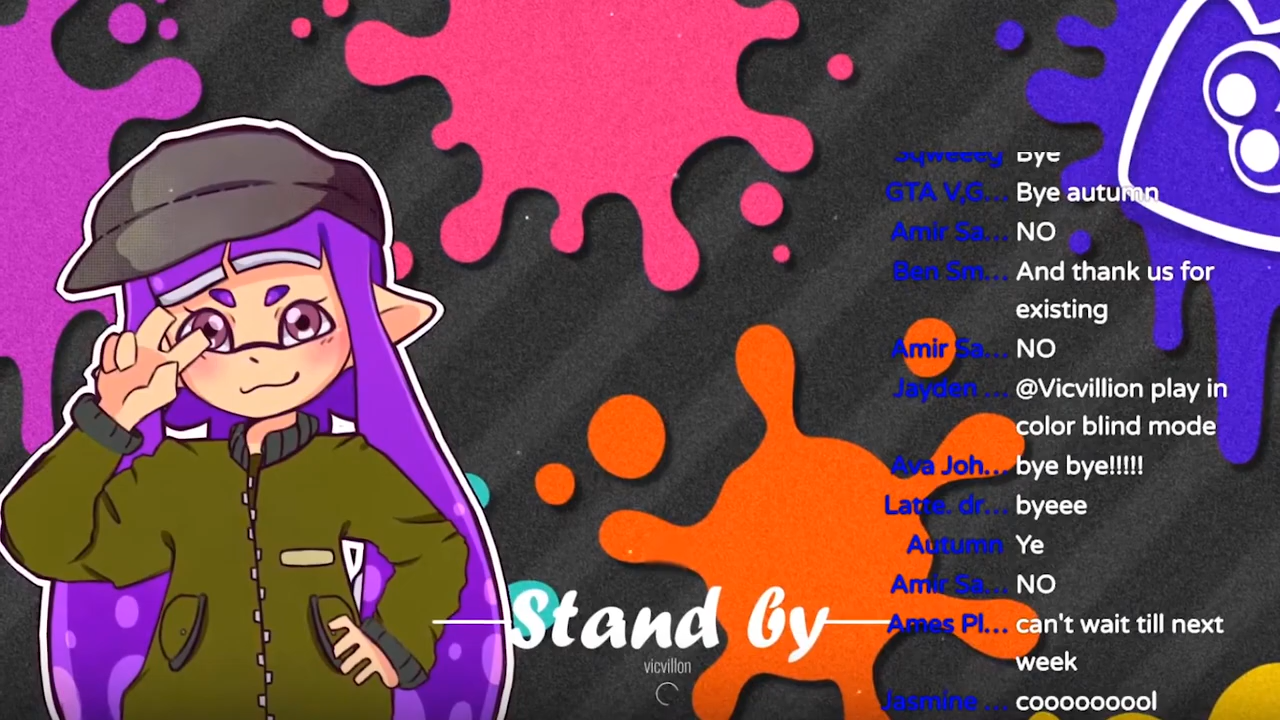 Sqweeeg Bye
GTA V,G... Bye autumn
Amir Sa... NO
Ben Sm... And thank us for
existing
Amir Sa... NO
Jayden ... @Vicvillion play in
color blind mode
Ava Joh... bye bye!!!!!
Latte. dr... byeee
Autumn Ye
Amir Sa... NO
Ames Pl... can't wait till next
week
Jasmine ... cooooooool
Stand by
vicvillon